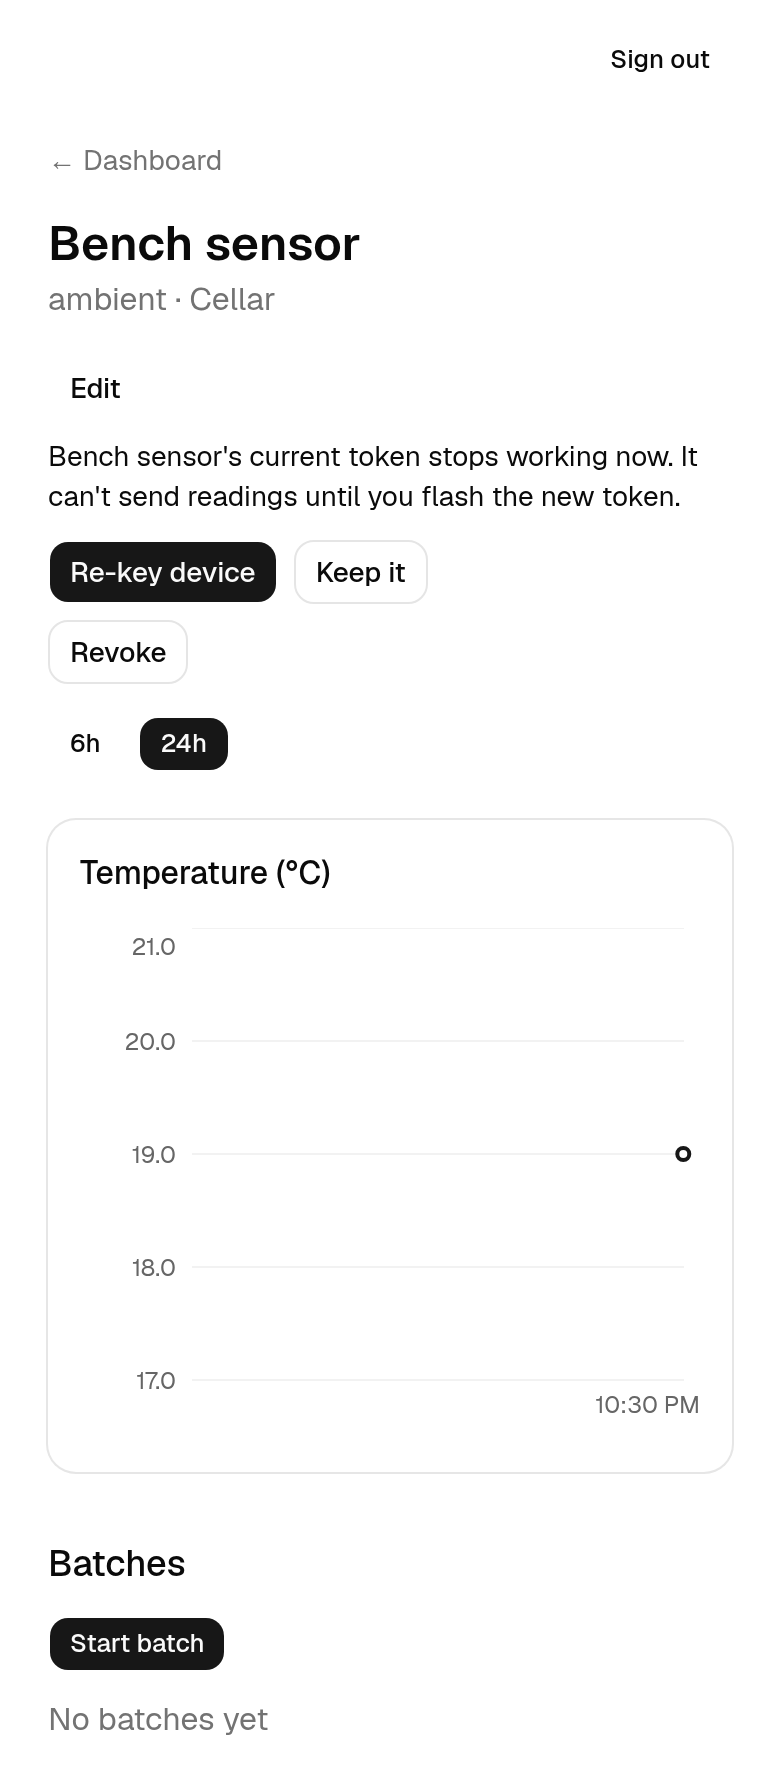 Sign out
← Dashboard
Bench sensor
ambient · Cellar
Edit
Bench sensor's current token stops working now. It
can't send readings until you flash the new token.
Re-key device
Keep it
Revoke
6h
24h
Temperature (°C)
21.0
20.0
19.0
18.0
17.0
10:30 PM
Batches
Start batch
No batches yet